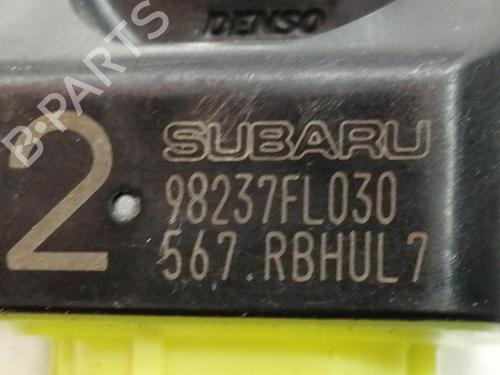 DENSO
B-PARTS
2
SUBARU
98237FL030
567.RBHUL7